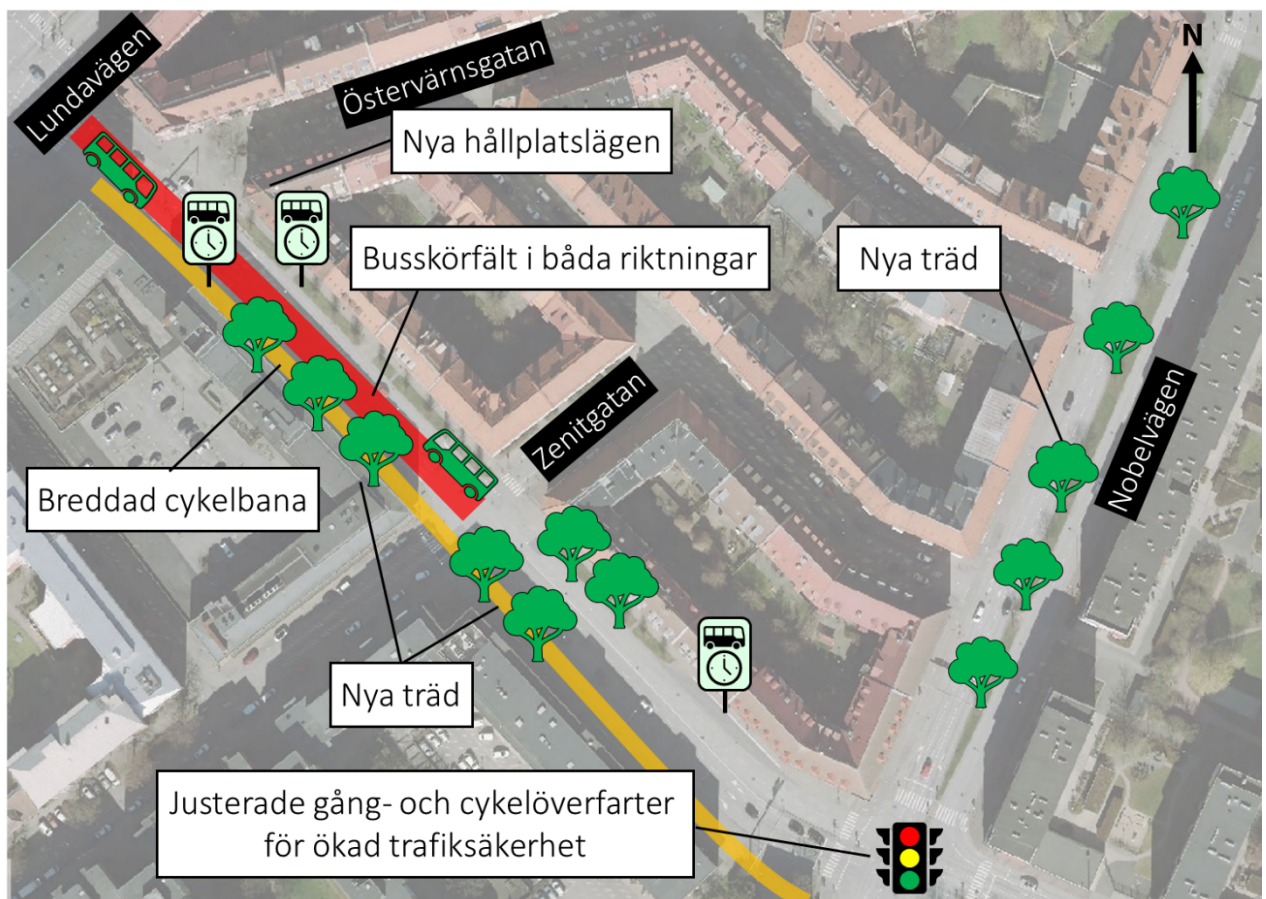 N
Lundavägen
Östervärnsgatan
Nya hållplatslägen
Busskörfält i båda riktningar
Nya träd
Zenitgatan
Nobelvägen
Breddad cykelbana
Nya träd
Justerade gång- och cykelöverfarter
för ökad trafiksäkerhet